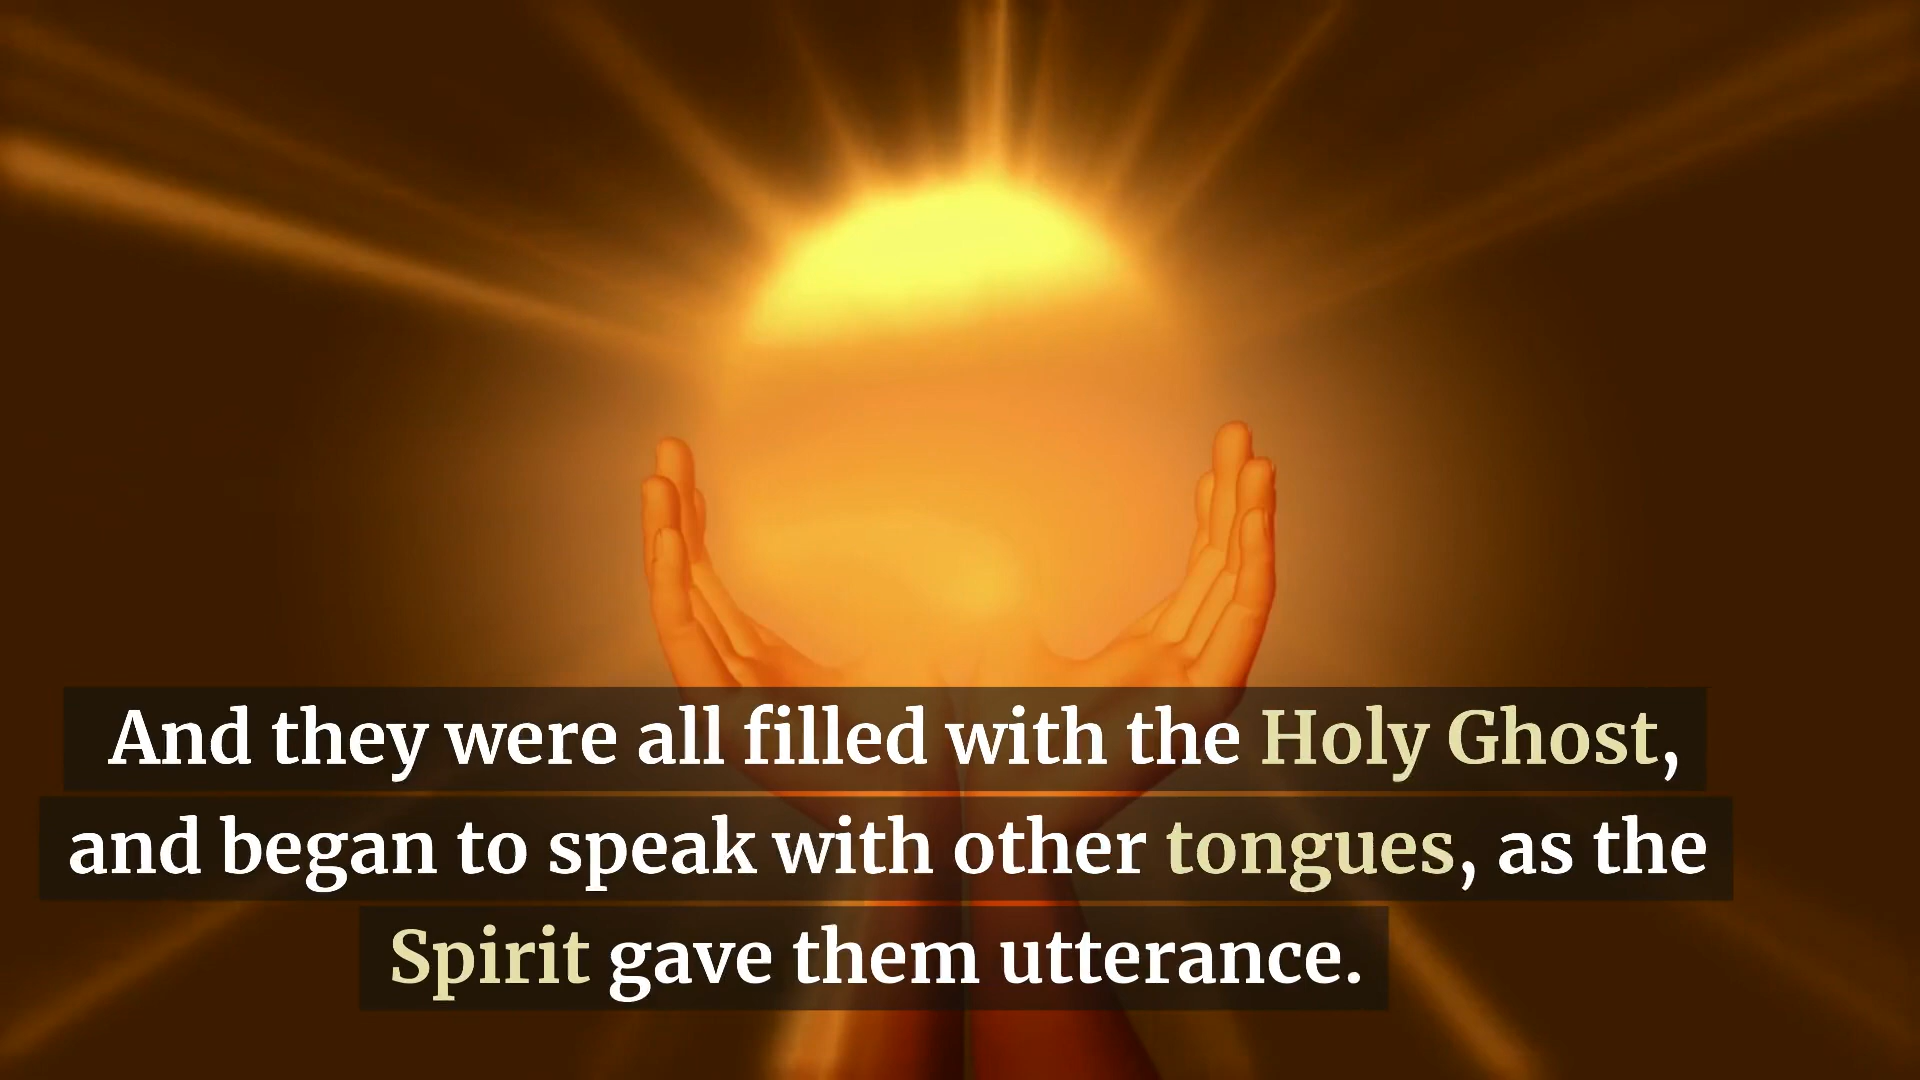 And they were all filled with the Holy Ghost,
and began to speak with other tongues, as the
Spirit gave them utterance.